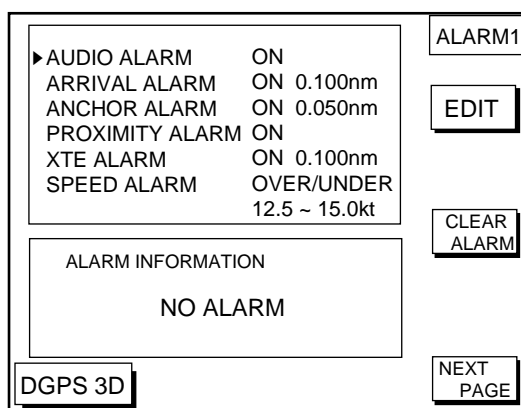 ALARM1
▶AUDIO ALARM ON
ARRIVAL ALARM ON 0.100nm
ANCHOR ALARM ON 0.050nm
PROXIMITY ALARM ON
XTE ALARM ON 0.100nm
SPEED ALARM OVER/UNDER
12.5 ~ 15.0kt
EDIT
CLEAR
ALARM
ALARM INFORMATION
NO ALARM
DGPS 3D
NEXT
PAGE